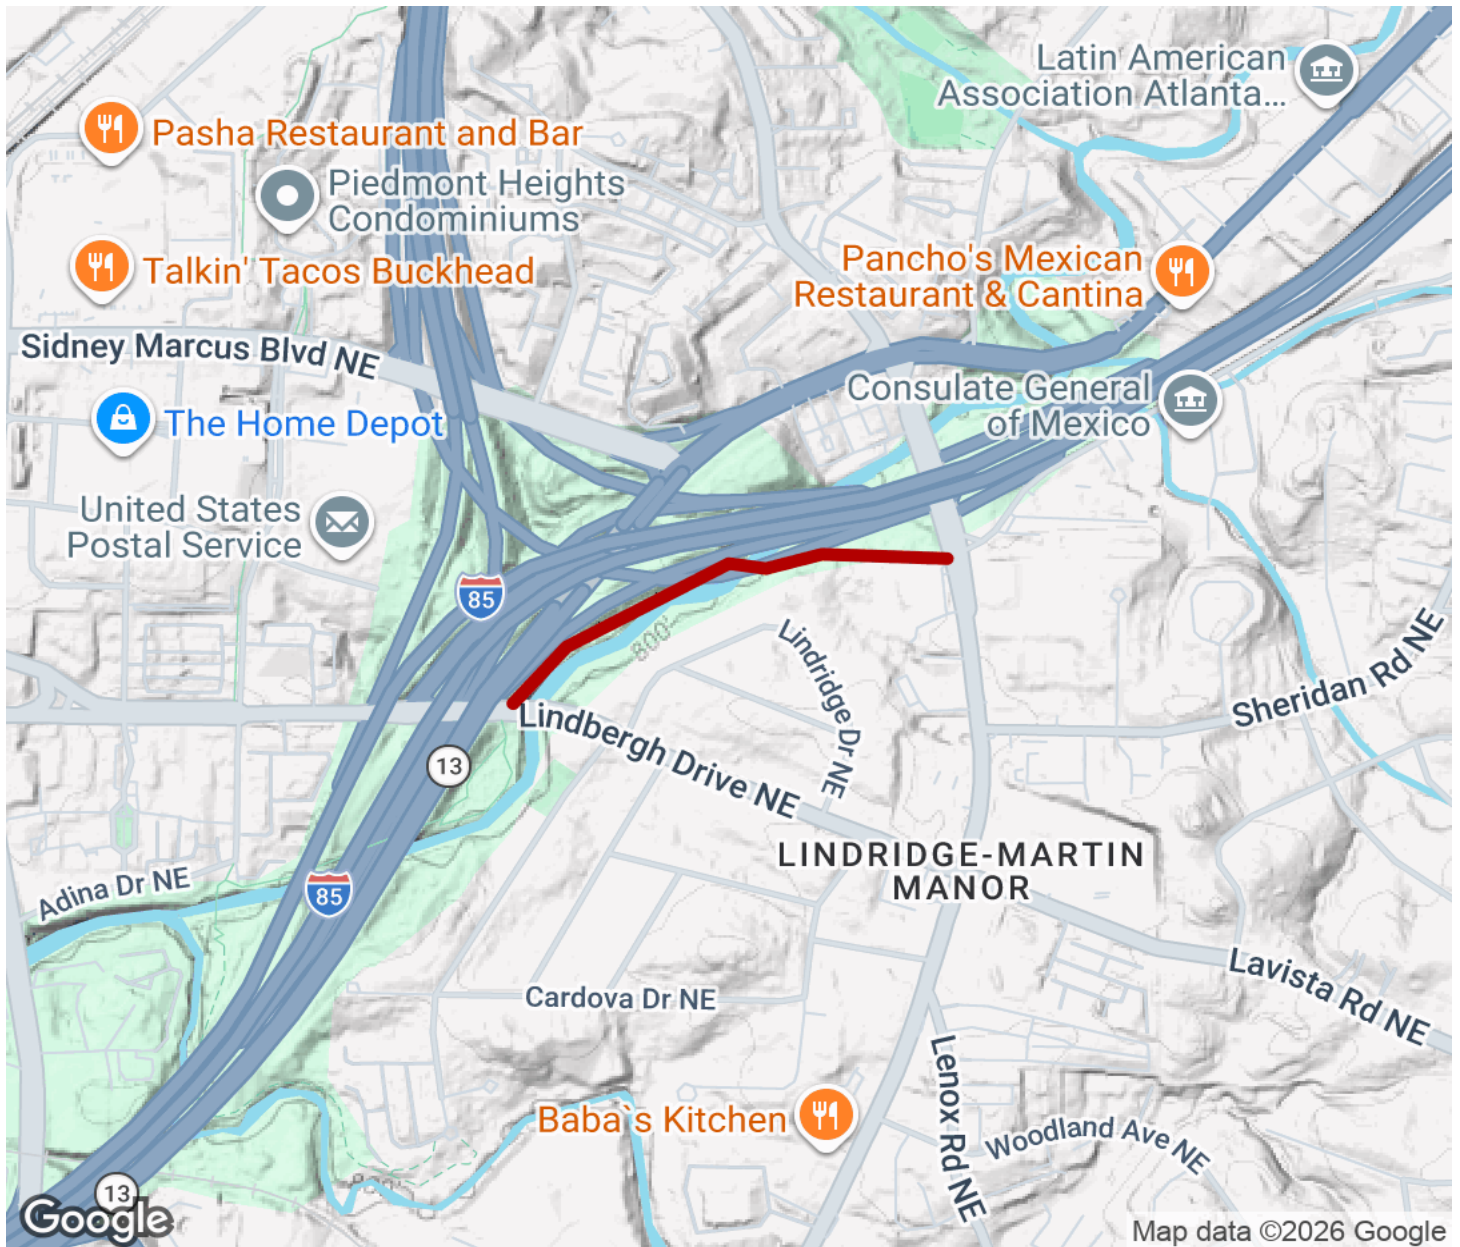 Latin American
Association Atlanta...
Pasha Restaurant and Bar
Piedmont Heights
Condominiums
Talkin' Tacos Buckhead
Pancho's Mexican
Restaurant & Cantina
Sidney Marcus Blvd NE
Consulate General
of Mexico
The Home Depot
United States
Postal Service
85
800'
Lindridge Dr NE
Sheridan Rd NE
Lindbergh Drive NE
13
LINDRIDGE-MARTIN
MANOR
Adina Dr NE
85
Lavista Rd NE
Cardova Dr NE
Lenox Rd NE
Baba`s Kitchen
Woodland Ave NE
13
Google
Map data ©2026 Google